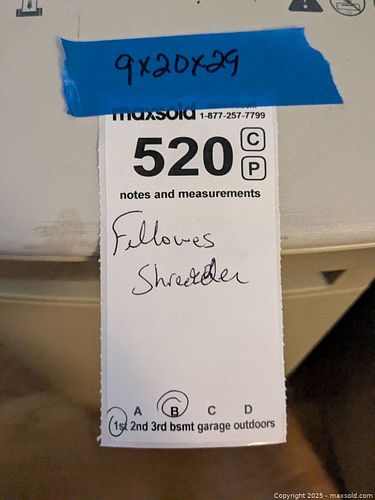 9x20x29
maxsold 1-877-257-7799
520 C
P
notes and measurements
Fellowes
Shredder
A B C D
1st 2nd 3rd bsmt garage outdoors
Copyright 2025 - maxsold.com